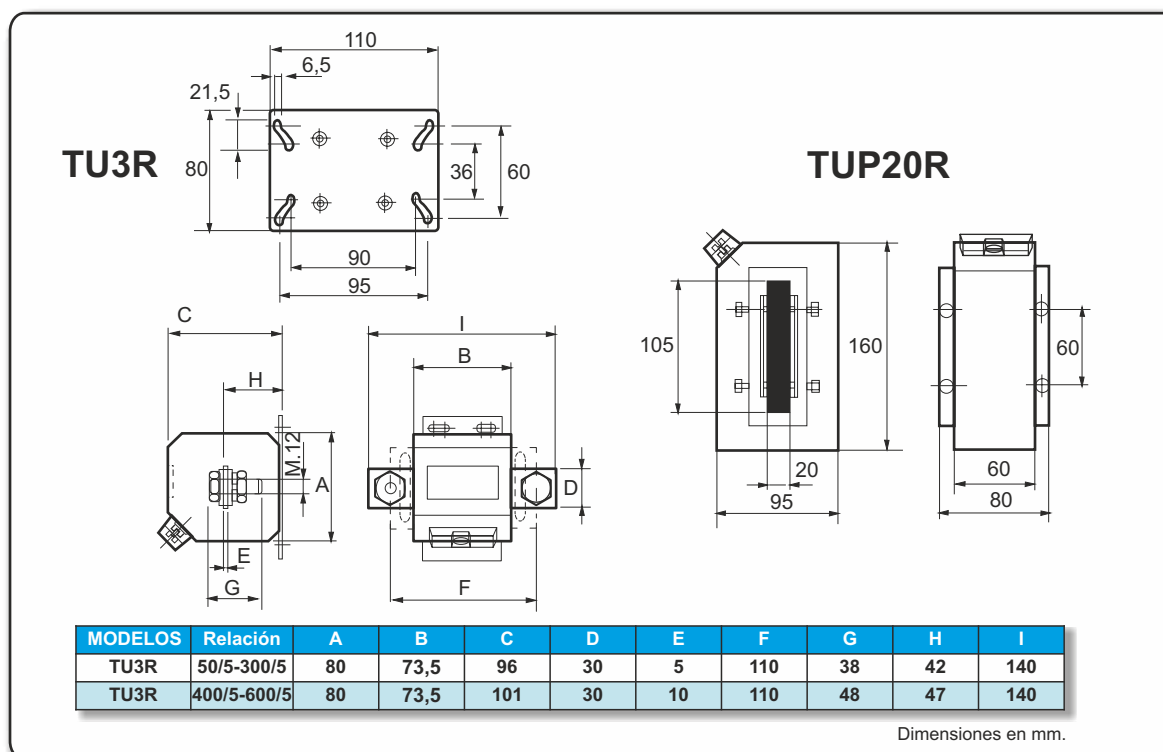 TU3R
110
6,5
21,5
80
36
60
90
95
TUP20R
105
160
20
95
60
60
80
C
H
M.12
A
E
G
I
B
D
F
MODELOS Relación A B C D E F G H I
TU3R 50/5-300/5 80 73,5 96 30 5 110 38 42 140
TU3R 400/5-600/5 80 73,5 101 30 10 110 48 47 140
Dimensiones en mm.